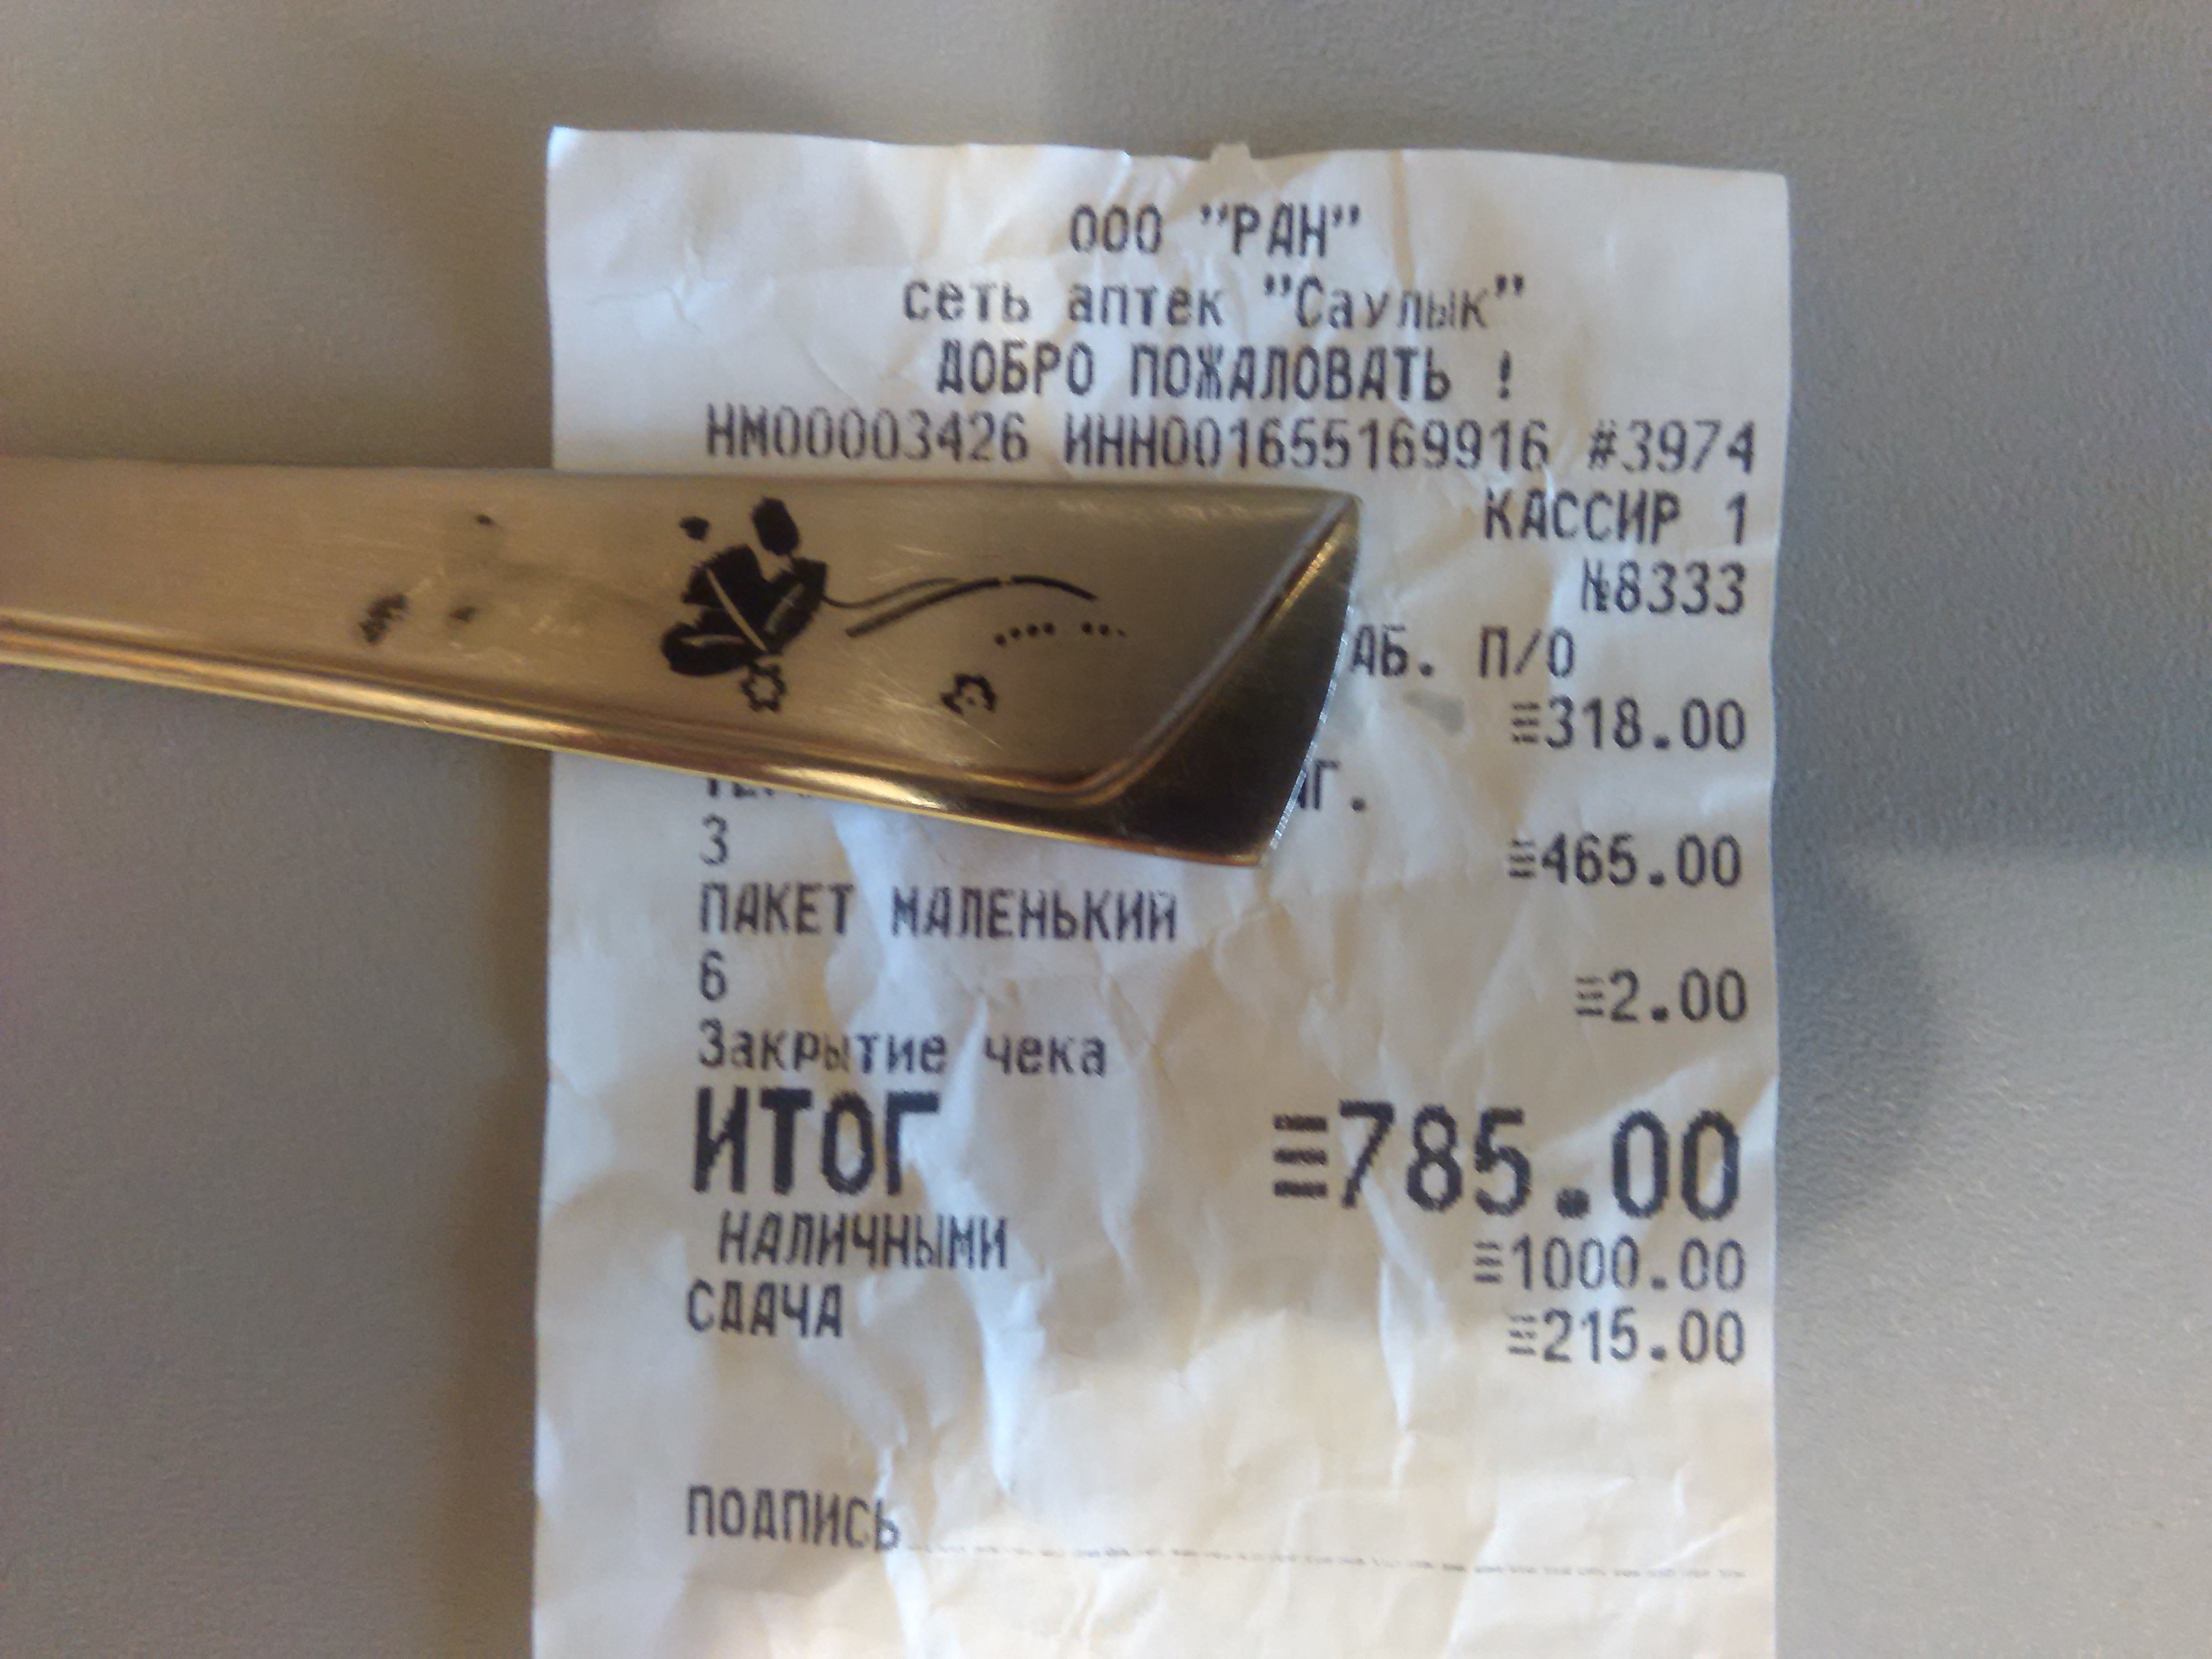 ООО "РАН"
сеть аптек "Саулык"
ДОБРО ПОЖАЛОВАТЬ !
НМ00003426 ИНН001655169916 #3974
КАССИР 1
№8333
П/О
≡318.00
3 ≡465.00
ПАКЕТ МАЛЕНЬКИЙ
6 ≡2.00
Закрытие чека
ИТОГ ≡785.00
НАЛИЧНЫМИ ≡1000.00
СДАЧА ≡215.00
ПОДПИСЬ